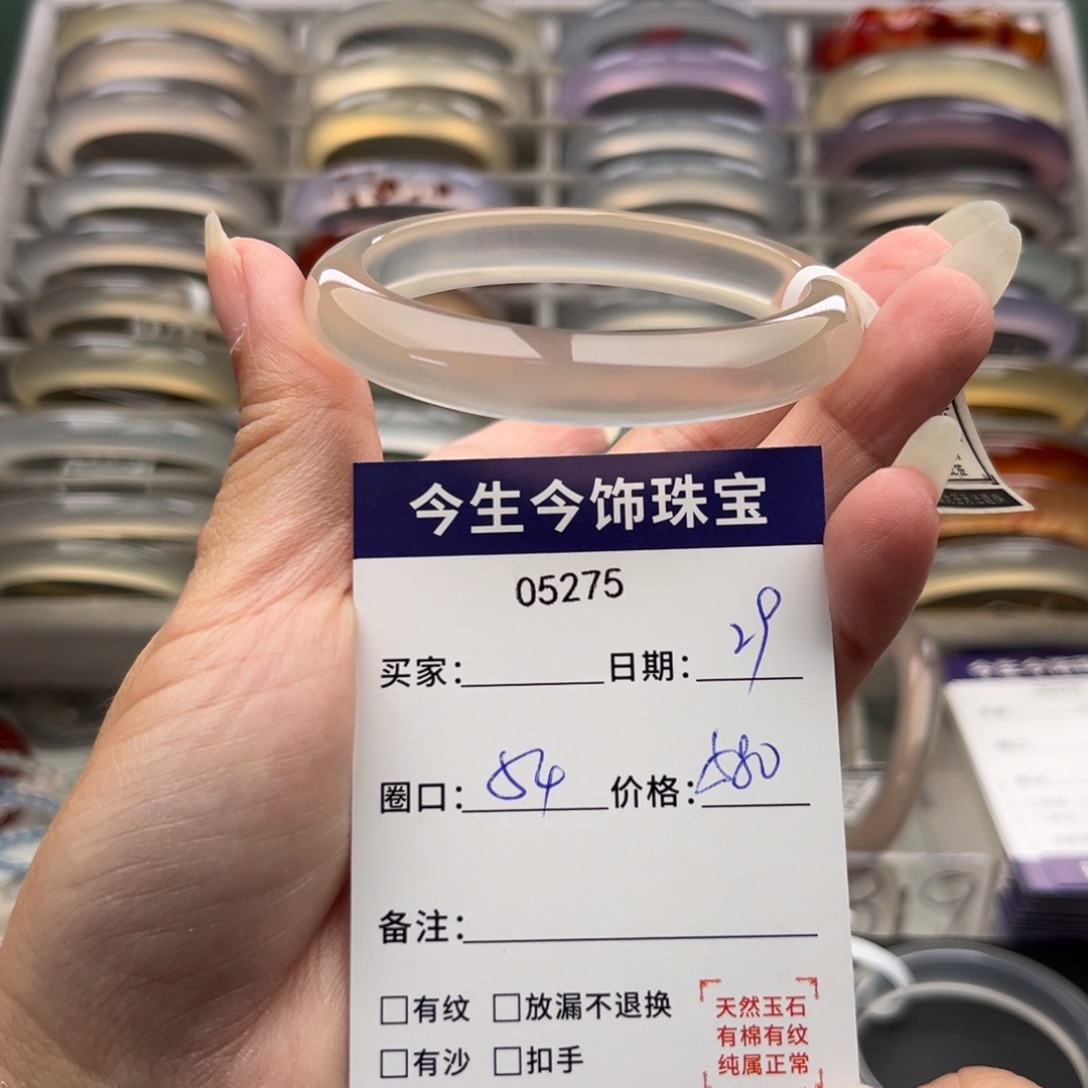 今生今饰珠宝
05275
买家：日期：29
圈口：54 价格：580
备注：
□有纹 □放漏不退换
□有沙 □扣手
天然玉石
有棉有纹
纯属正常